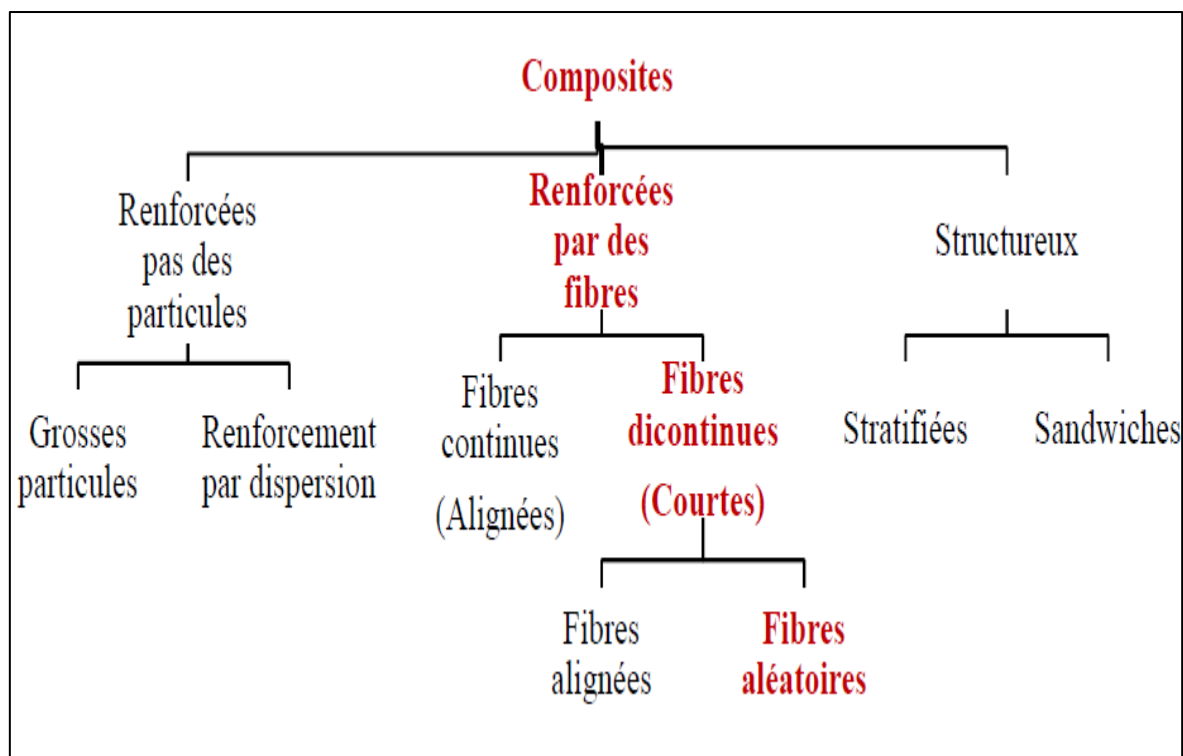 Composites
Renforcées
pas des
particules
Renforcées
par des
fibres
Structureux
Grosses
particules
Renforcement
par dispersion
Fibres
continues
(Alignées)
Fibres
dicontinues
(Courtes)
Stratifiées
Sandwiches
Fibres
alignées
Fibres
aléatoires